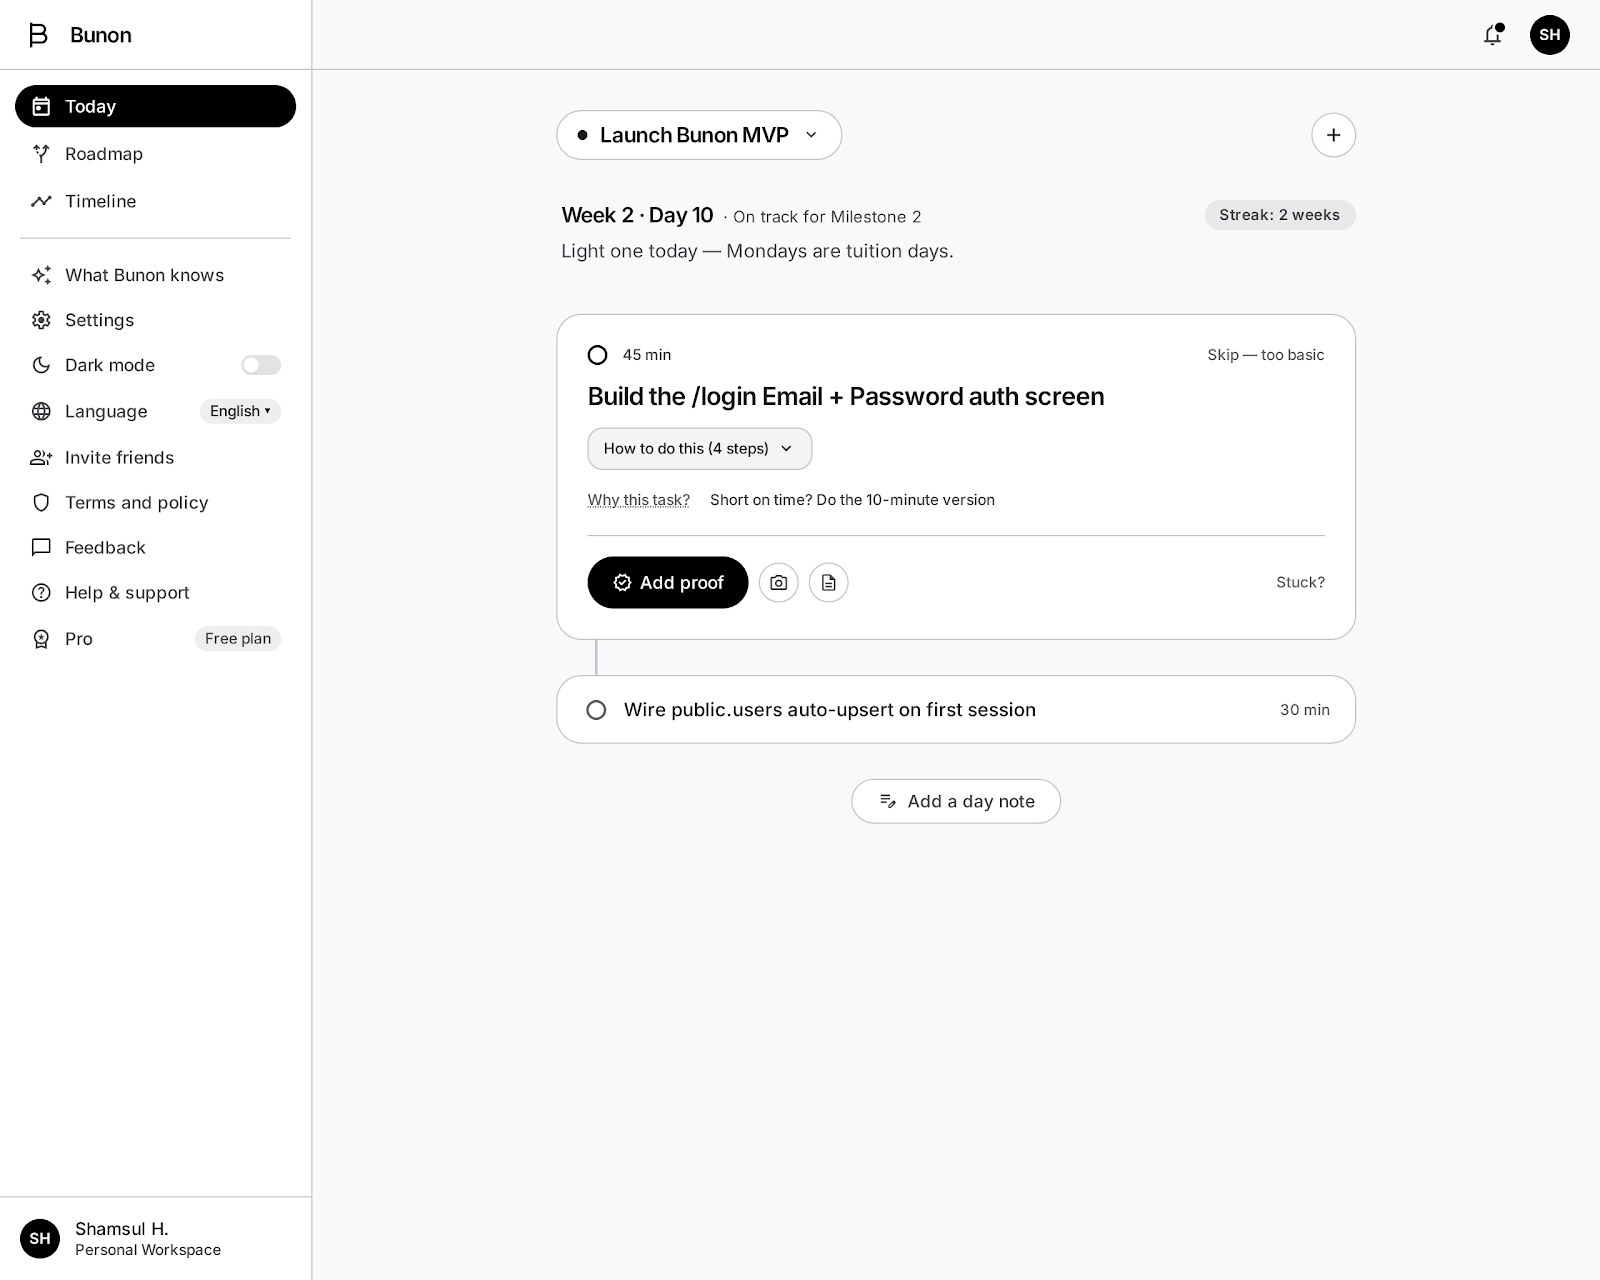 Bunon
SH
Today
Roadmap
Timeline
What Bunon knows
Settings
Dark mode
Language English ▾
Invite friends
Terms and policy
Feedback
Help & support
Pro Free plan
SH Shamsul H.
Personal Workspace
Launch Bunon MVP
+
Week 2 · Day 10 · On track for Milestone 2 Streak: 2 weeks
Light one today — Mondays are tuition days.
45 min Skip — too basic
Build the /login Email + Password auth screen
How to do this (4 steps)
Why this task? Short on time? Do the 10-minute version
Add proof Stuck?
Wire public.users auto-upsert on first session 30 min
Add a day note